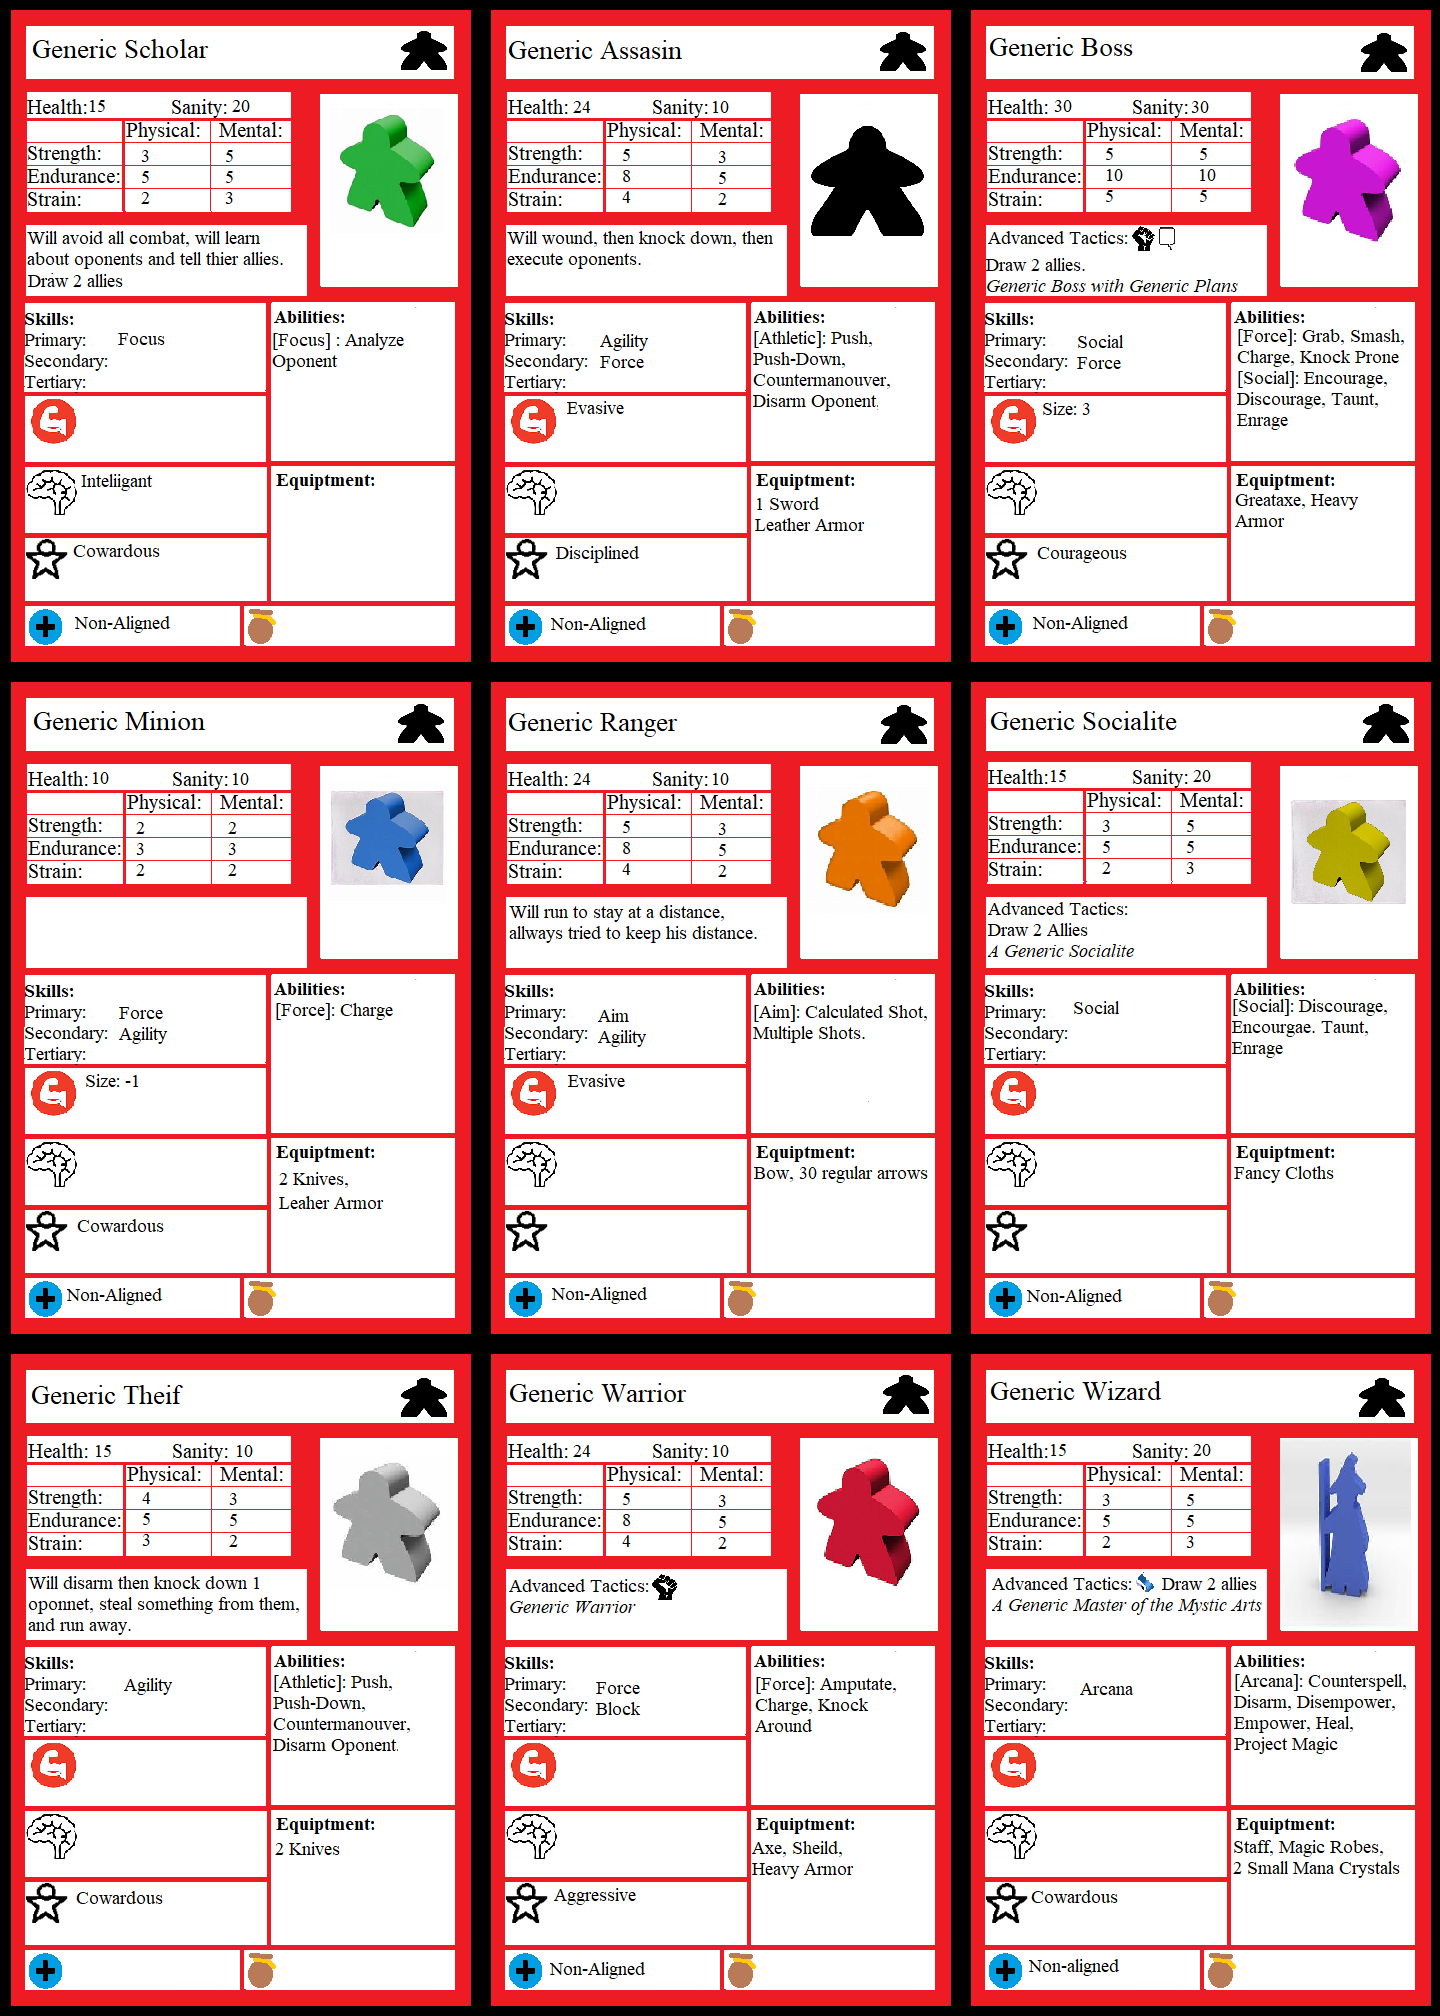 Generic Scholar
Health: 15 Sanity: 20
Physical: Mental:
Strength: 3 5
Endurance: 5 5
Strain: 2 3
Will avoid all combat, will learn
about oponents and tell thier allies.
Draw 2 allies
Skills:
Primary: Focus
Secondary:
Tertiary:
Abilities:
[Focus] : Analyze
Oponent
Inteliigant
Cowardous
Equiptment:
Non-Aligned
Generic Assasin
Health: 24 Sanity: 10
Physical: Mental:
Strength: 5 3
Endurance: 8 5
Strain: 4 2
Will wound, then knock down, then
execute oponents.
Skills:
Primary: Agility
Secondary: Force
Tertiary:
Abilities:
[Athletic]: Push,
Push-Down,
Countermanouver,
Disarm Oponent.
Evasive
Disciplined
Equiptment:
1 Sword
Leather Armor
Non-Aligned
Generic Boss
Health: 30 Sanity: 30
Physical: Mental:
Strength: 5 5
Endurance: 10 10
Strain: 5 5
Advanced Tactics:
Draw 2 allies.
Generic Boss with Generic Plans
Skills:
Primary: Social
Secondary: Force
Tertiary:
Abilities:
[Force]: Grab, Smash,
Charge, Knock Prone
[Social]: Encourage,
Discourage, Taunt,
Enrage
Size: 3
Courageous
Equiptment:
Greataxe, Heavy
Armor
Non-Aligned
Generic Minion
Health: 10 Sanity: 10
Physical: Mental:
Strength: 2 2
Endurance: 3 3
Strain: 2 2
Skills:
Primary: Force
Secondary: Agility
Tertiary:
Abilities:
[Force]: Charge
Size: -1
Cowardous
Equiptment:
2 Knives,
Leaher Armor
Non-Aligned
Generic Ranger
Health: 24 Sanity: 10
Physical: Mental:
Strength: 5 3
Endurance: 8 5
Strain: 4 2
Will run to stay at a distance,
allways tried to keep his distance.
Skills:
Primary: Aim
Secondary: Agility
Tertiary:
Abilities:
[Aim]: Calculated Shot,
Multiple Shots.
Evasive
Equiptment:
Bow, 30 regular arrows
Non-Aligned
Generic Socialite
Health: 15 Sanity: 20
Physical: Mental:
Strength: 3 5
Endurance: 5 5
Strain: 2 3
Advanced Tactics:
Draw 2 Allies
A Generic Socialite
Skills:
Primary: Social
Secondary:
Tertiary:
Abilities:
[Social]: Discourage,
Encourgae. Taunt,
Enrage
Equiptment:
Fancy Cloths
Non-Aligned
Generic Theif
Health: 15 Sanity: 10
Physical: Mental:
Strength: 4 3
Endurance: 5 5
Strain: 3 2
Will disarm then knock down 1
oponnet, steal something from them,
and run away.
Skills:
Primary: Agility
Secondary:
Tertiary:
Abilities:
[Athletic]: Push,
Push-Down,
Countermanouver,
Disarm Oponent.
Cowardous
Equiptment:
2 Knives
Generic Warrior
Health: 24 Sanity: 10
Physical: Mental:
Strength: 5 3
Endurance: 8 5
Strain: 4 2
Advanced Tactics:
Generic Warrior
Skills:
Primary: Force
Secondary: Block
Tertiary:
Abilities:
[Force]: Amputate,
Charge, Knock
Around
Aggressive
Equiptment:
Axe, Sheild,
Heavy Armor
Non-Aligned
Generic Wizard
Health: 15 Sanity: 20
Physical: Mental:
Strength: 3 5
Endurance: 5 5
Strain: 2 3
Advanced Tactics: Draw 2 allies
A Generic Master of the Mystic Arts
Skills:
Primary: Arcana
Secondary:
Tertiary:
Abilities:
[Arcana]: Counterspell,
Disarm, Disempower,
Empower, Heal,
Project Magic
Cowardous
Equiptment:
Staff, Magic Robes,
2 Small Mana Crystals
Non-aligned